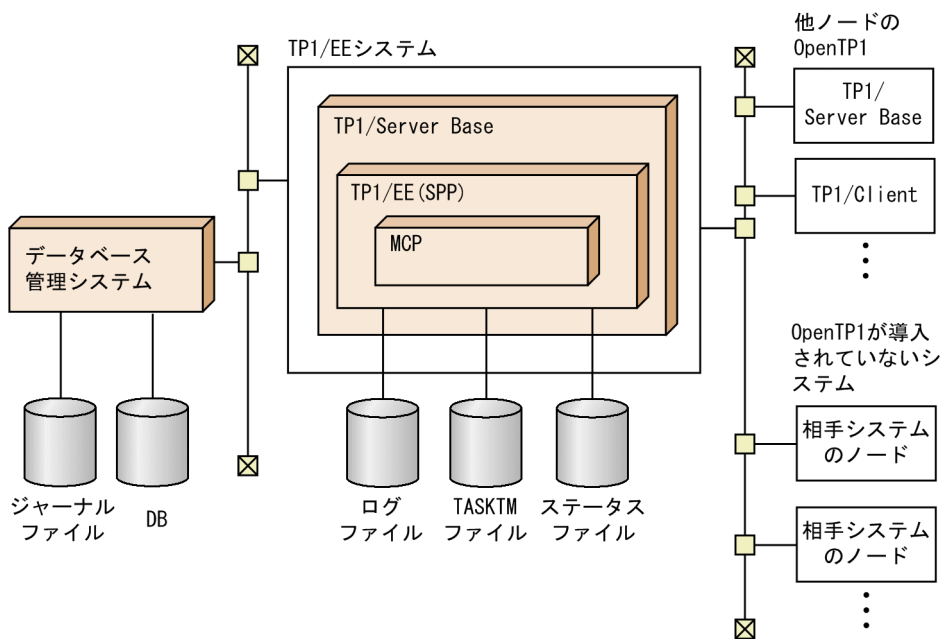 TP1/EEシステム
TP1/Server Base
TP1/EE(SPP)
MCP
データベース
管理システム
ジャーナル
ファイル
DB
ログ
ファイル
TASKTM
ファイル
ステータス
ファイル
他ノードの
OpenTP1
TP1/
Server Base
TP1/Client
OpenTP1が導入
されていないシ
ステム
相手システム
のノード
相手システム
のノード